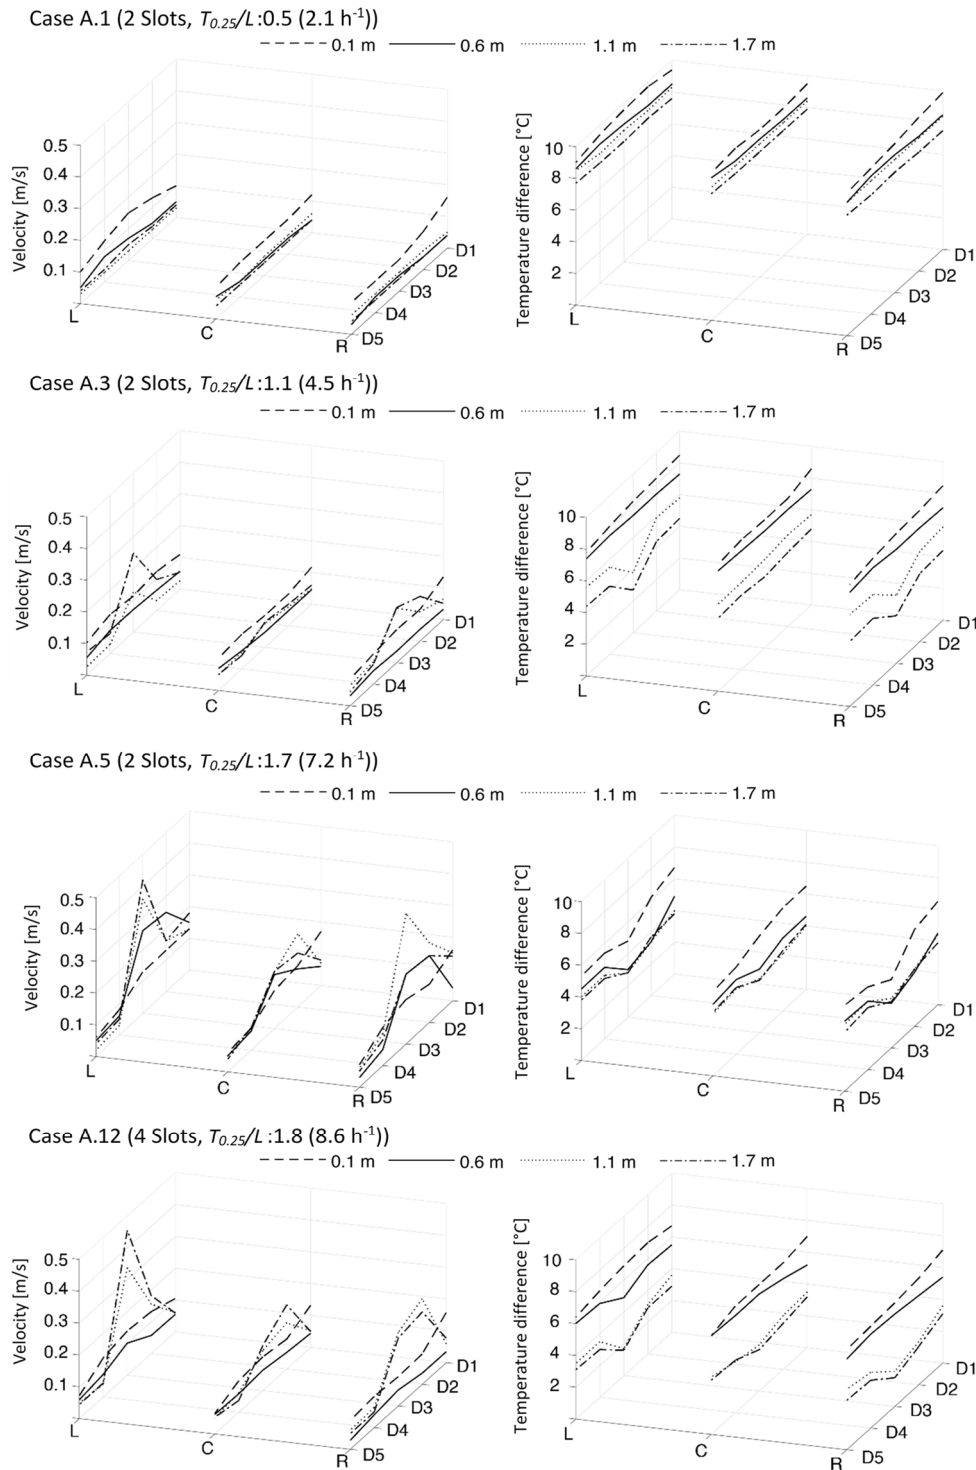 Case A.1 (2 Slots, T0.25/L:0.5 (2.1 h-1))
0.1 m 0.6 m 1.1 m 1.7 m
Velocity [m/s]
0.5
0.4
0.3
0.2
0.1
L
C
R
D1
D2
D3
D4
D5
Temperature difference [°C]
10
8
6
4
2
L
C
R
D1
D2
D3
D4
D5
Case A.3 (2 Slots, T0.25/L:1.1 (4.5 h-1))
0.1 m 0.6 m 1.1 m 1.7 m
Velocity [m/s]
0.5
0.4
0.3
0.2
0.1
L
C
R
D1
D2
D3
D4
D5
Temperature difference [°C]
10
8
6
4
2
L
C
R
D1
D2
D3
D4
D5
Case A.5 (2 Slots, T0.25/L:1.7 (7.2 h-1))
0.1 m 0.6 m 1.1 m 1.7 m
Velocity [m/s]
0.5
0.4
0.3
0.2
0.1
L
C
R
D1
D2
D3
D4
D5
Temperature difference [°C]
10
8
6
4
2
L
C
R
D1
D2
D3
D4
D5
Case A.12 (4 Slots, T0.25/L:1.8 (8.6 h-1))
0.1 m 0.6 m 1.1 m 1.7 m
Velocity [m/s]
0.5
0.4
0.3
0.2
0.1
L
C
R
D1
D2
D3
D4
D5
Temperature difference [°C]
10
8
6
4
2
L
C
R
D1
D2
D3
D4
D5